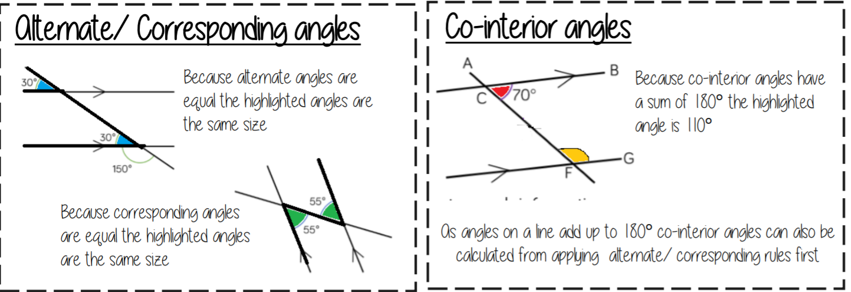 Alternate/ Corresponding angles
30°
Because alternate angles are
equal the highlighted angles are
the same size
30°
150°
Because corresponding angles
are equal the highlighted angles
are the same size
55°
55°
Co-interior angles
A
B
C
70°
Because co-interior angles have
a sum of 180° the highlighted
angle is 110°
F
G
As angles on a line add up to 180° co-interior angles can also be
calculated from applying alternate/ corresponding rules first